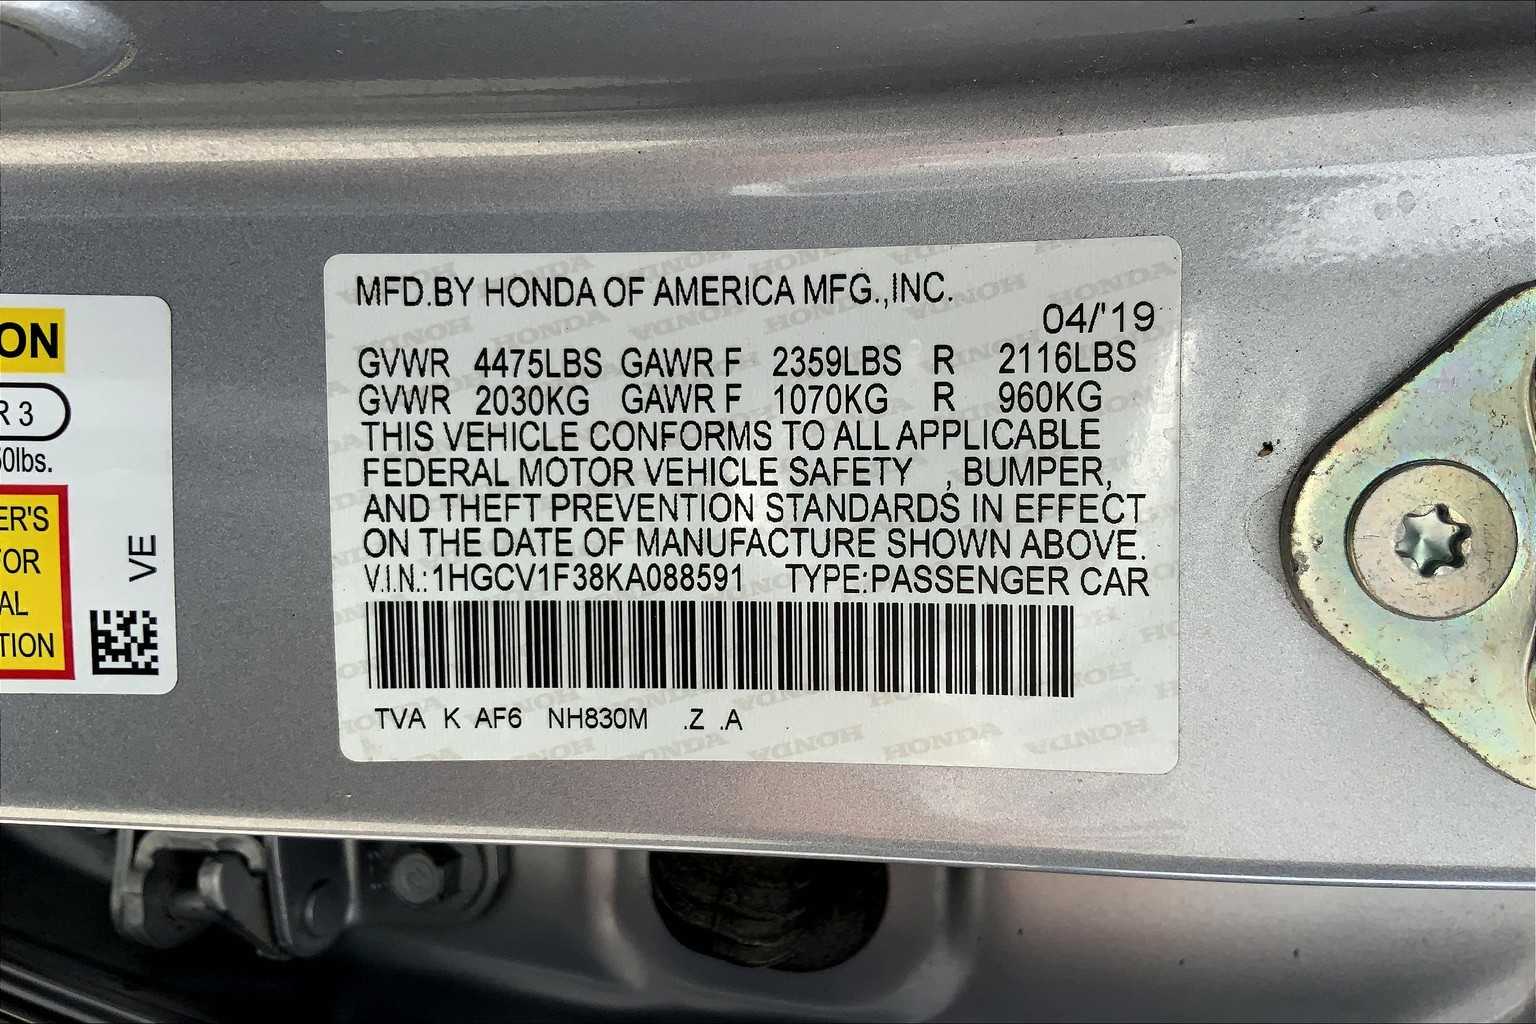 MFD.BY HONDA OF AMERICA MFG.,INC.
04/'19
GVWR 4475LBS GAWR F 2359LBS R 2116LBS
GVWR 2030KG GAWR F 1070KG R 960KG
THIS VEHICLE CONFORMS TO ALL APPLICABLE
FEDERAL MOTOR VEHICLE SAFETY , BUMPER,
AND THEFT PREVENTION STANDARDS IN EFFECT
ON THE DATE OF MANUFACTURE SHOWN ABOVE.
V.I.N.:1HGCV1F38KA088591 TYPE:PASSENGER CAR
TVA K AF6 NH830M .Z .A
ON
R 3
50lbs.
ER'S
FOR
AL
TION
VE